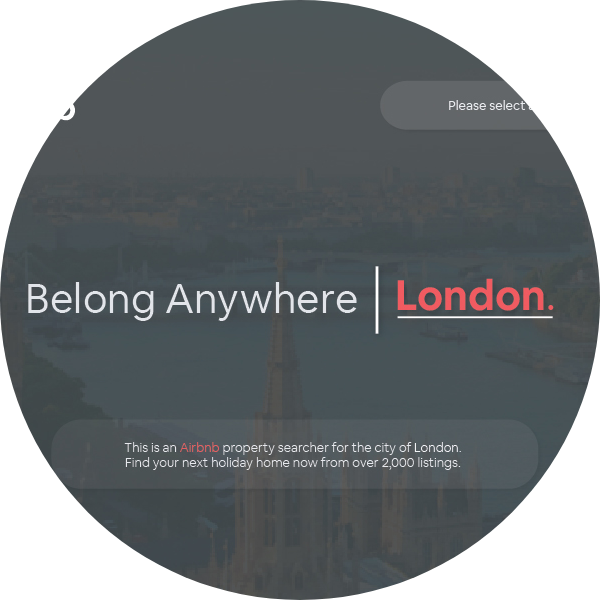 Please select
Belong Anywhere | London.
This is an Airbnb property searcher for the city of London.
Find your next holiday home now from over 2,000 listings.